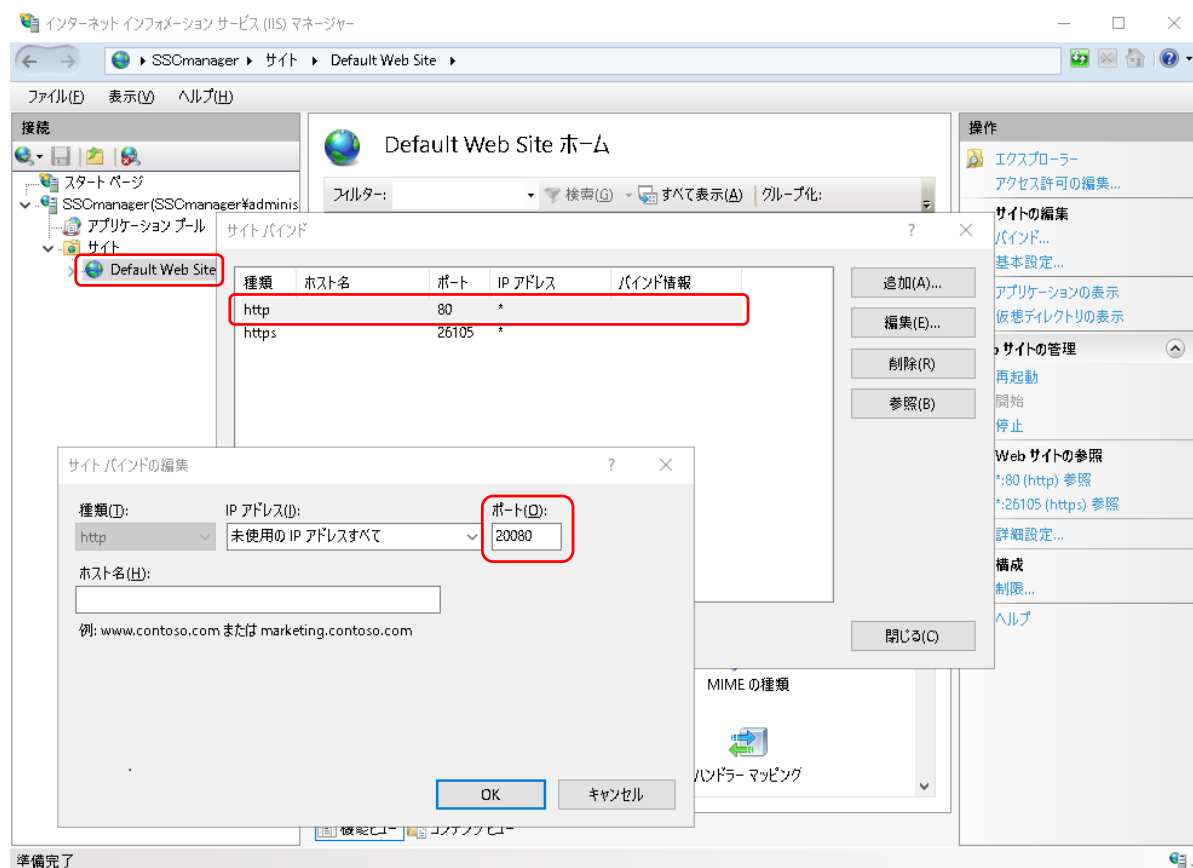 インターネット インフォメーション サービス (IIS) マネージャー
SSCmanager サイト Default Web Site
ファイル(F) 表示(V) ヘルプ(H)
接続
スタート ページ
SSCmanager(SSCmanager¥adminis
アプリケーション プール
サイト
Default Web Site
Default Web Site ホーム
フィルター: 検索(G) すべて表示(A) グループ化:
操作
エクスプローラー
アクセス許可の編集...
サイトの編集
バインド...
基本設定...
アプリケーションの表示
仮想ディレクトリの表示
サイトの管理
再起動
開始
停止
Web サイトの参照
*:80 (http) 参照
*:26105 (https) 参照
詳細設定...
構成
制限...
ヘルプ
サイト バインド ?
種類 ホスト名 ポート IP アドレス バインド情報
http 80 *
https 26105 *
追加(A)...
編集(E)...
削除(R)
参照(B)
閉じる(C)
サイト バインドの編集 ?
種類(T): IP アドレス(I): ポート(O):
http 未使用の IP アドレスすべて 20080
ホスト名(H):
例: www.contoso.com または marketing.contoso.com
OK キャンセル
MIME の種類
ハンドラー マッピング
機能ビュー コンテンツ ビュー
準備完了